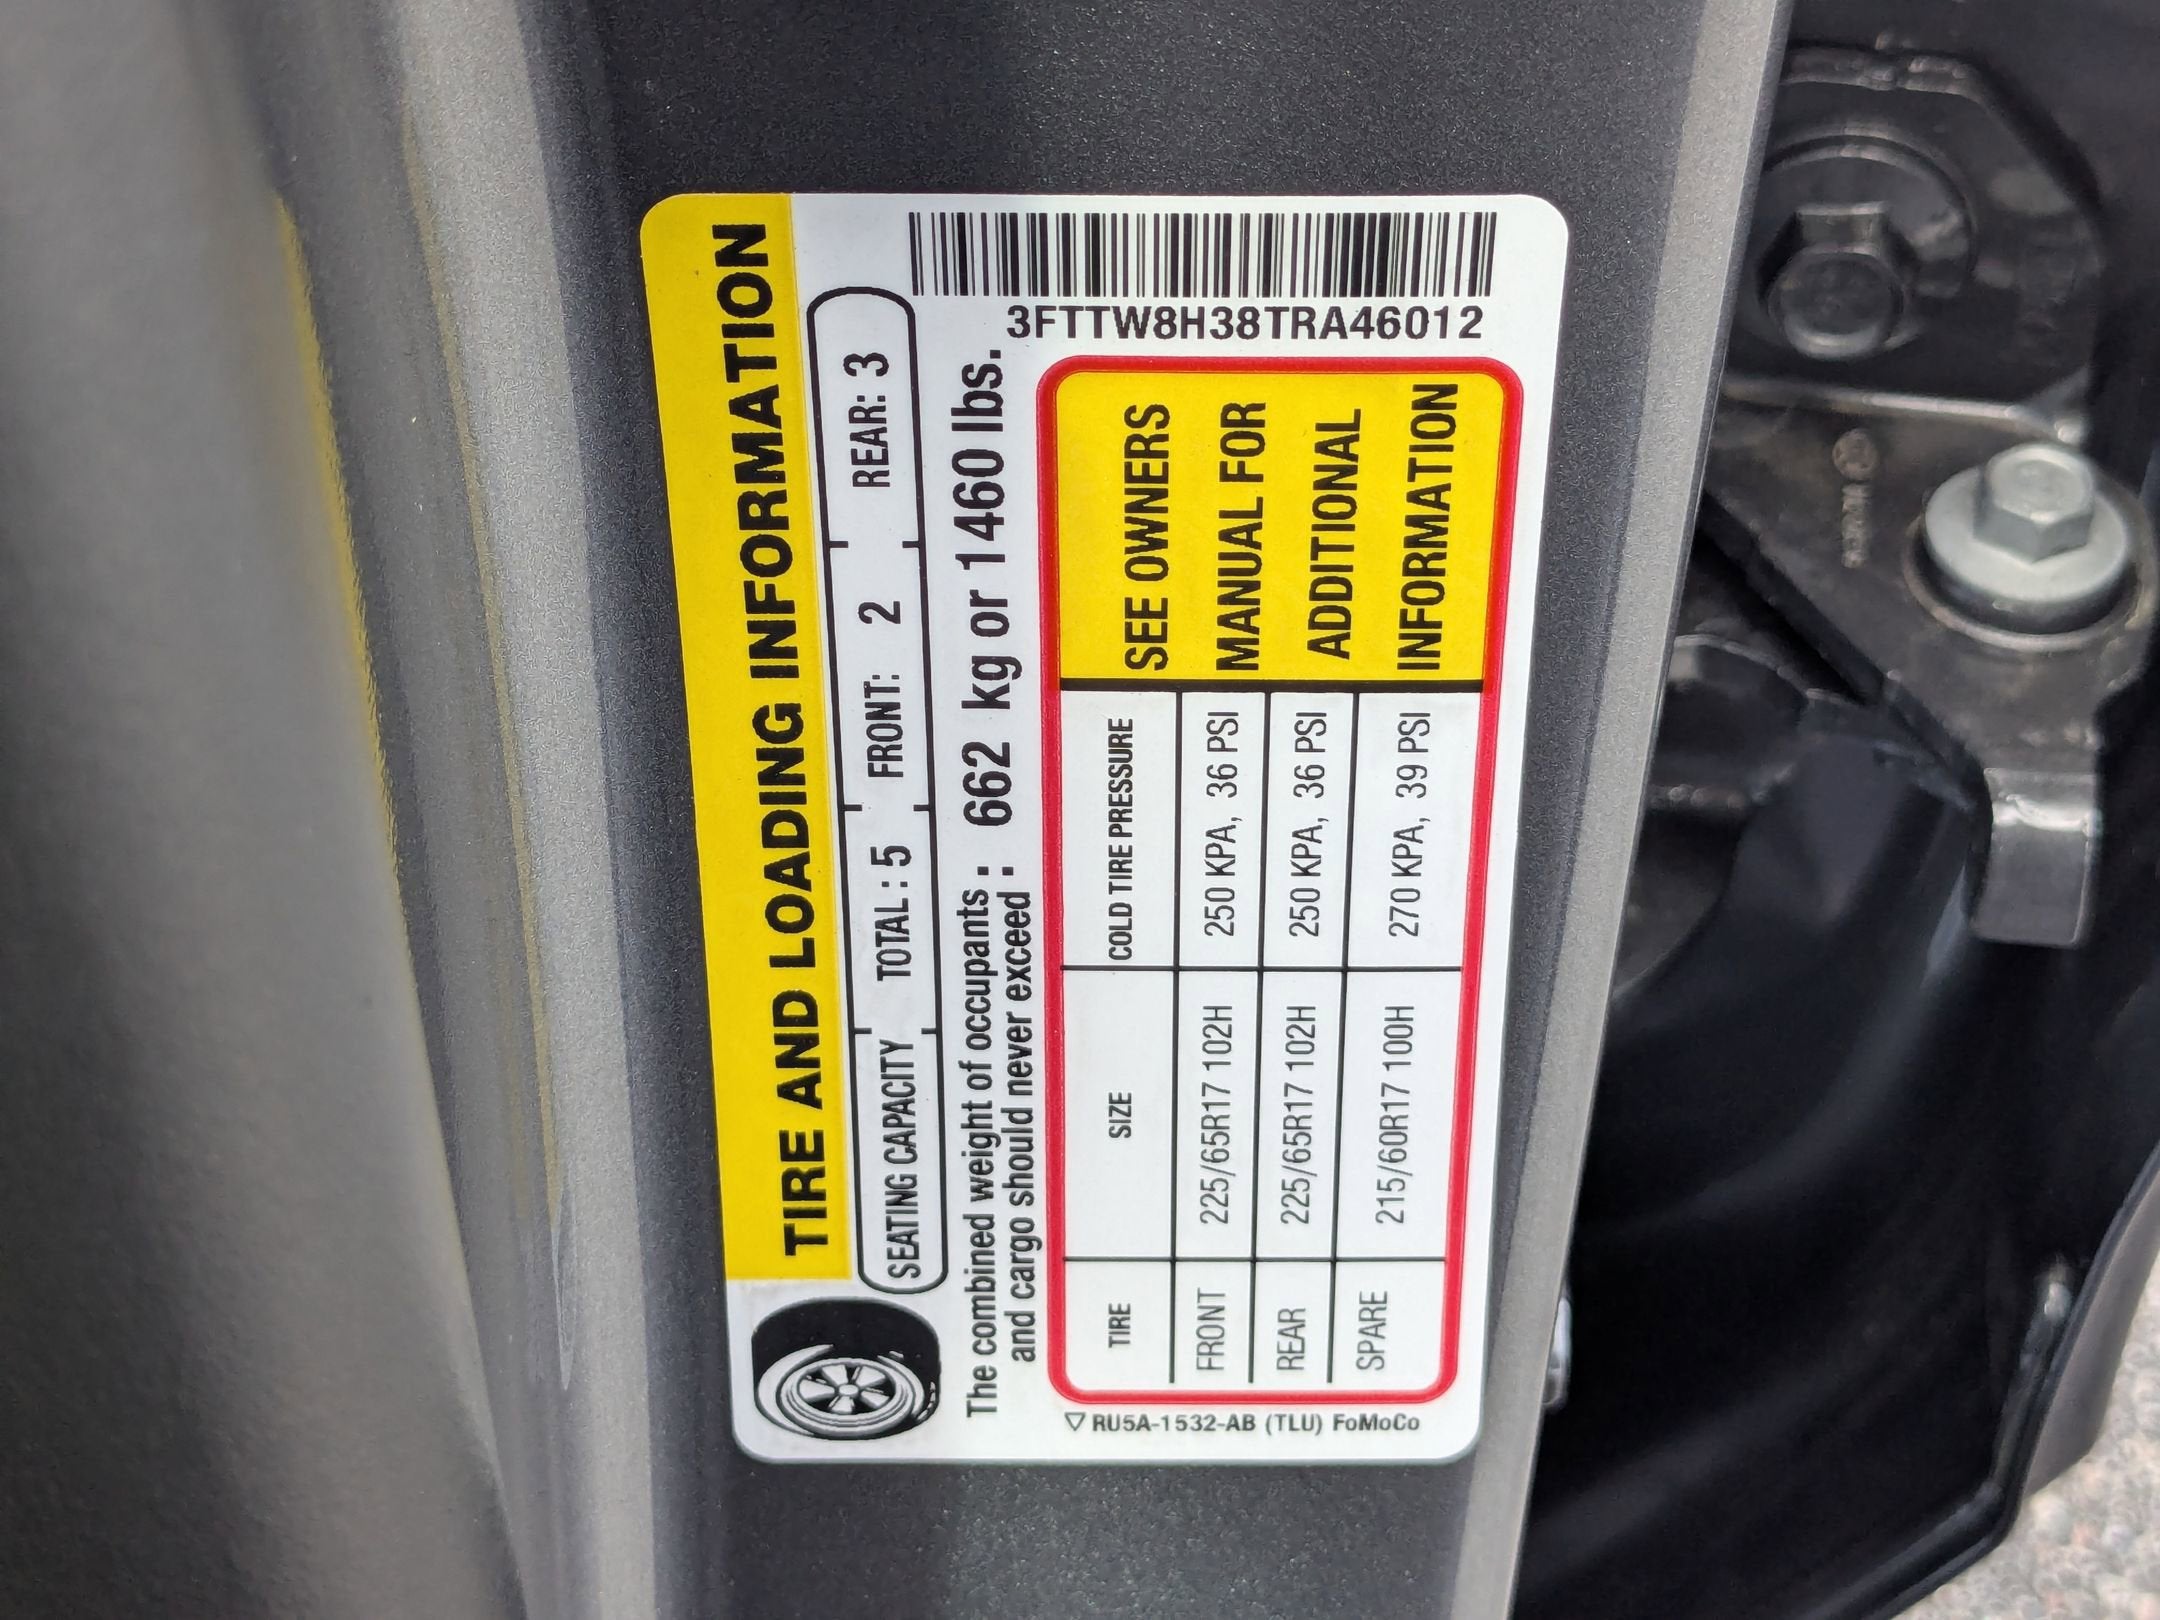 TIRE AND LOADING INFORMATION
SEATING CAPACITY TOTAL : 5 FRONT: 2 REAR: 3
The combined weight of occupants : 662 kg or 1460 lbs.
and cargo should never exceed :
3FTTW8H38TRA46012
TIRE SIZE COLD TIRE PRESSURE
FRONT 225/65R17 102H 250 KPA, 36 PSI
REAR 225/65R17 102H 250 KPA, 36 PSI
SPARE 215/60R17 100H 270 KPA, 39 PSI
SEE OWNERS
MANUAL FOR
ADDITIONAL
INFORMATION
▽ RU5A-1532-AB (TLU) FoMoCo